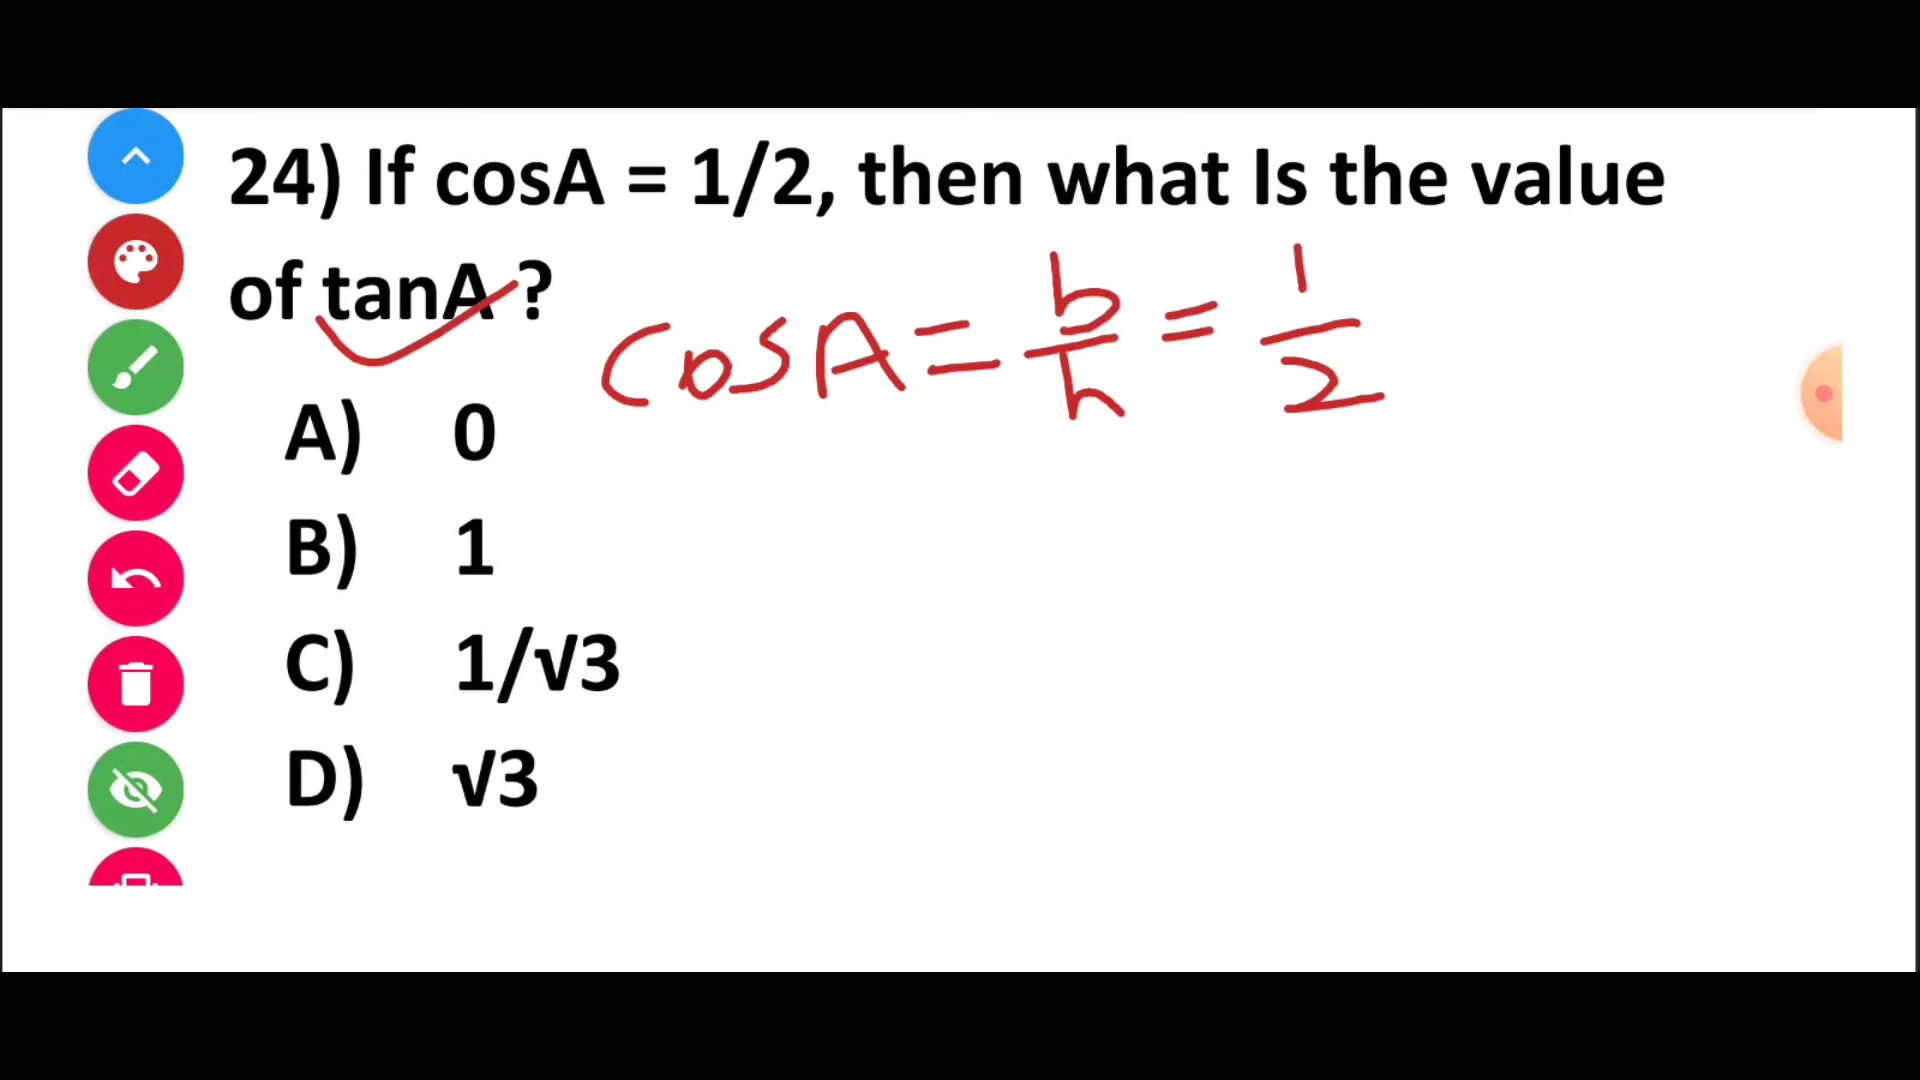 24) If cosA = 1/2, then what Is the value
of tanA ?
cosA = b/h = 1/2
A) 0
B) 1
C) 1/√3
D) √3